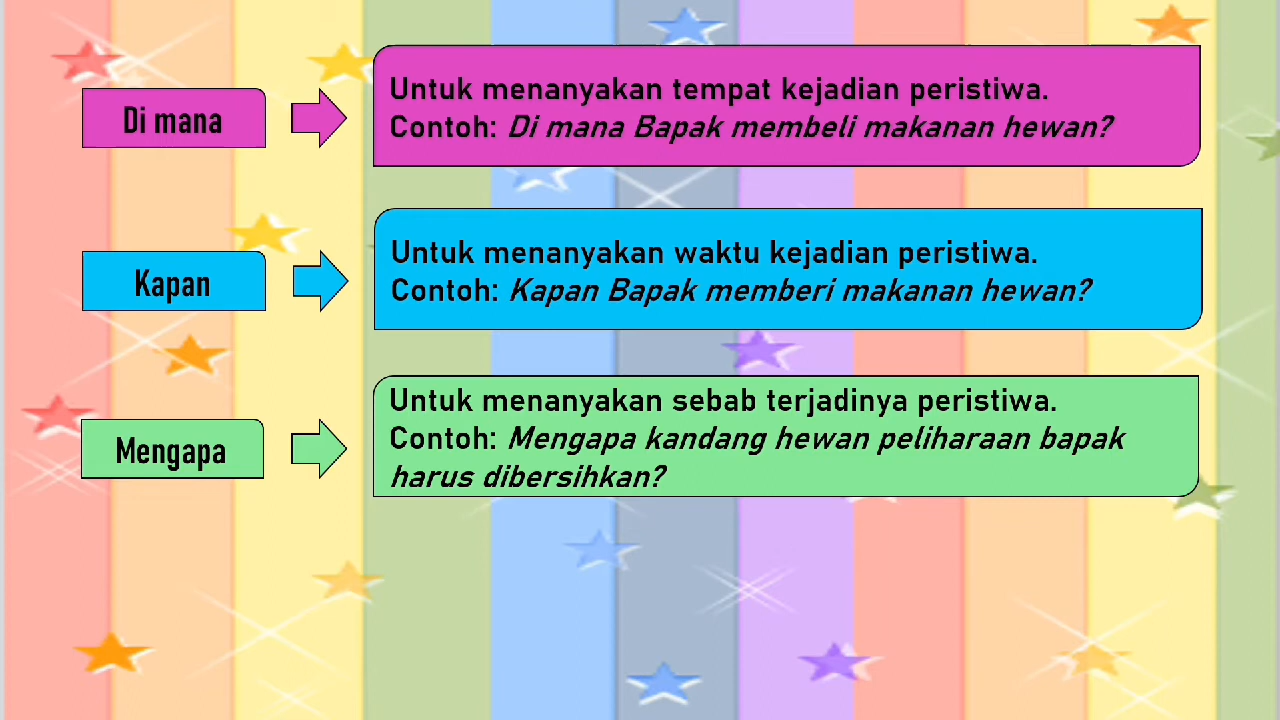 Di mana
Untuk menanyakan tempat kejadian peristiwa.
Contoh: Di mana Bapak membeli makanan hewan?
Kapan
Untuk menanyakan waktu kejadian peristiwa.
Contoh: Kapan Bapak memberi makanan hewan?
Mengapa
Untuk menanyakan sebab terjadinya peristiwa.
Contoh: Mengapa kandang hewan peliharaan bapak
harus dibersihkan?